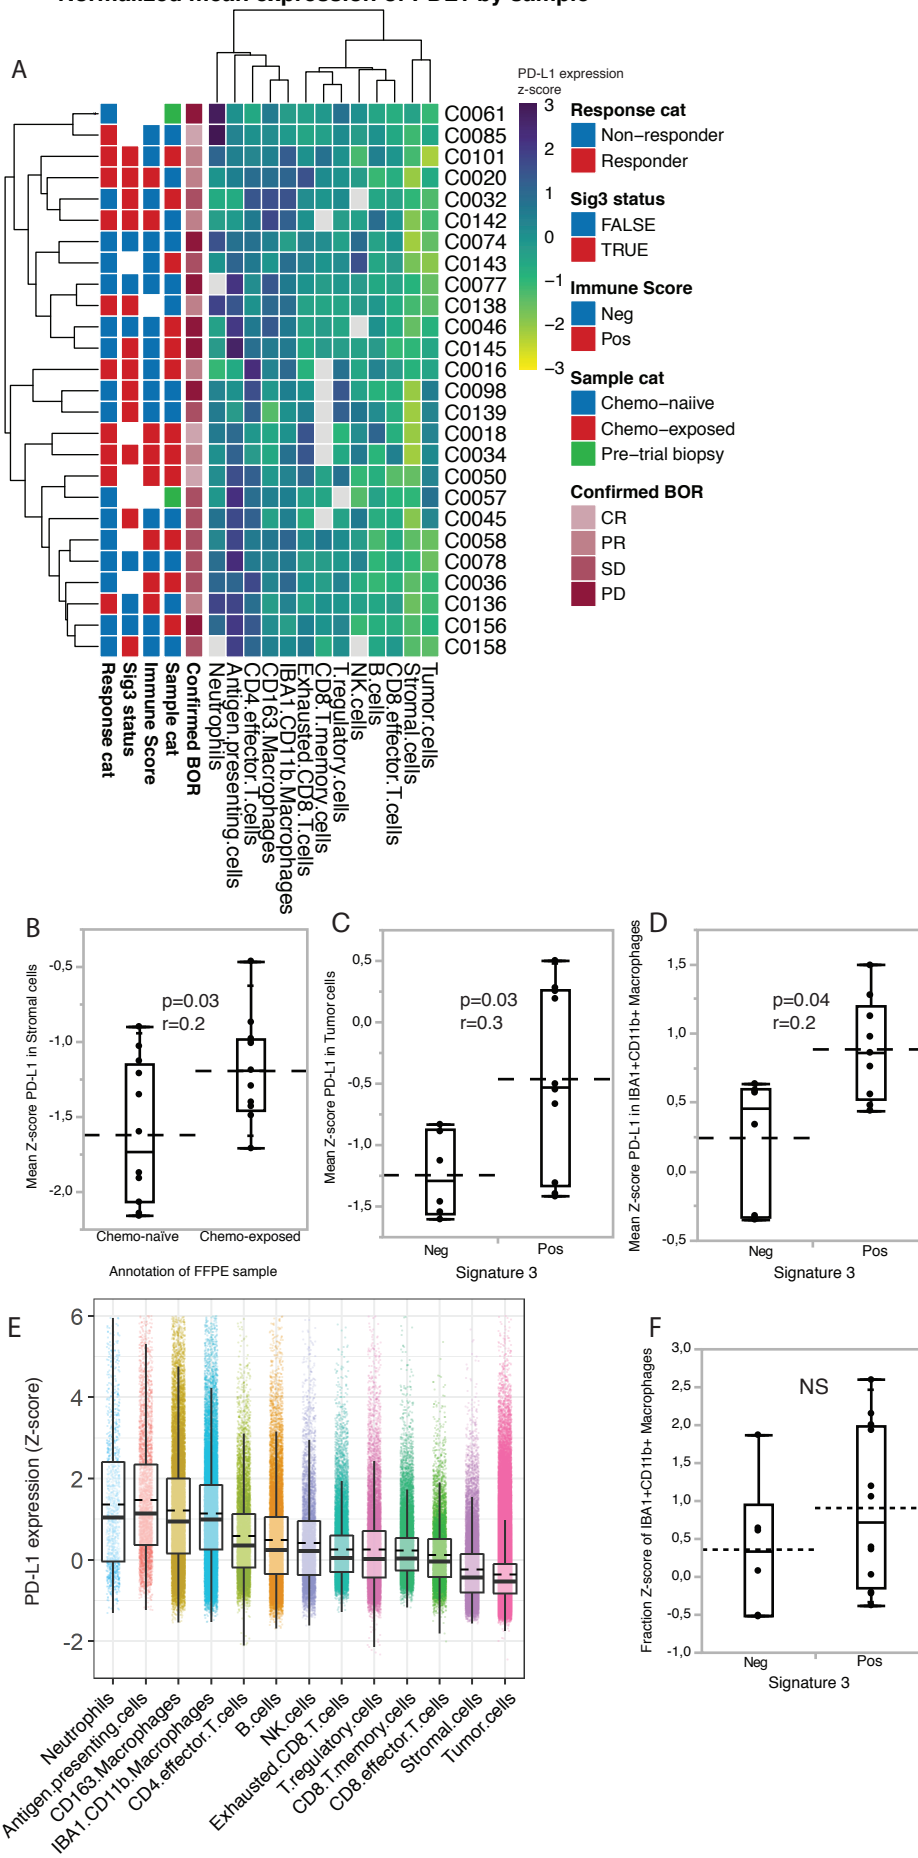 Normalized mean expression of PDL1 by sample
A
PD-L1 expression
z-score
3
2
1
0
−1
−2
−3
Response cat
Non−responder
Responder
Sig3 status
FALSE
TRUE
Immune Score
Neg
Pos
Sample cat
Chemo−naiive
Chemo−exposed
Pre−trial biopsy
Confirmed BOR
CR
PR
SD
PD
C0061
C0085
C0101
C0020
C0032
C0142
C0074
C0143
C0077
C0138
C0046
C0145
C0016
C0098
C0139
C0018
C0034
C0050
C0057
C0045
C0058
C0078
C0036
C0136
C0156
C0158
Response cat
Sig3 status
Immune Score
Sample cat
Confirmed BOR
Neutrophils
Antigen.presenting.cells
CD4.effector.T.cells
CD163.Macrophages
IBA1.CD11b.Macrophages
Exhausted.CD8.T.cells
CD8.T.memory.cells
T.regulatory.cells
NK.cells
B.cells
CD8.effector.T.cells
Stromal.cells
Tumor.cells
B
Mean Z-score PD-L1 in Stromal cells
-0,5
-1,0
-1,5
-2,0
p=0.03
r=0.2
Chemo-naïve
Chemo-exposed
Annotation of FFPE sample
C
Mean Z-score PD-L1 in Tumor cells
0,5
0,0
-0,5
-1,0
-1,5
p=0.03
r=0.3
Neg
Pos
Signature 3
D
Mean Z-score PD-L1 in IBA1+CD11b+ Macrophages
1,5
1,0
0,5
0,0
-0,5
p=0.04
r=0.2
Neg
Pos
Signature 3
E
PD-L1 expression (Z-score)
6
4
2
0
-2
Neutrophils
Antigen.presenting.cells
CD163.Macrophages
IBA1.CD11b.Macrophages
CD4.effector.T.cells
B.cells
NK.cells
Exhausted.CD8.T.cells
T.regulatory.cells
CD8.T.memory.cells
CD8.effector.T.cells
Stromal.cells
Tumor.cells
F
Fraction Z-score of IBA1+CD11b+ Macrophages
3,0
2,5
2,0
1,5
1,0
0,5
0,0
-0,5
-1,0
NS
Neg
Pos
Signature 3